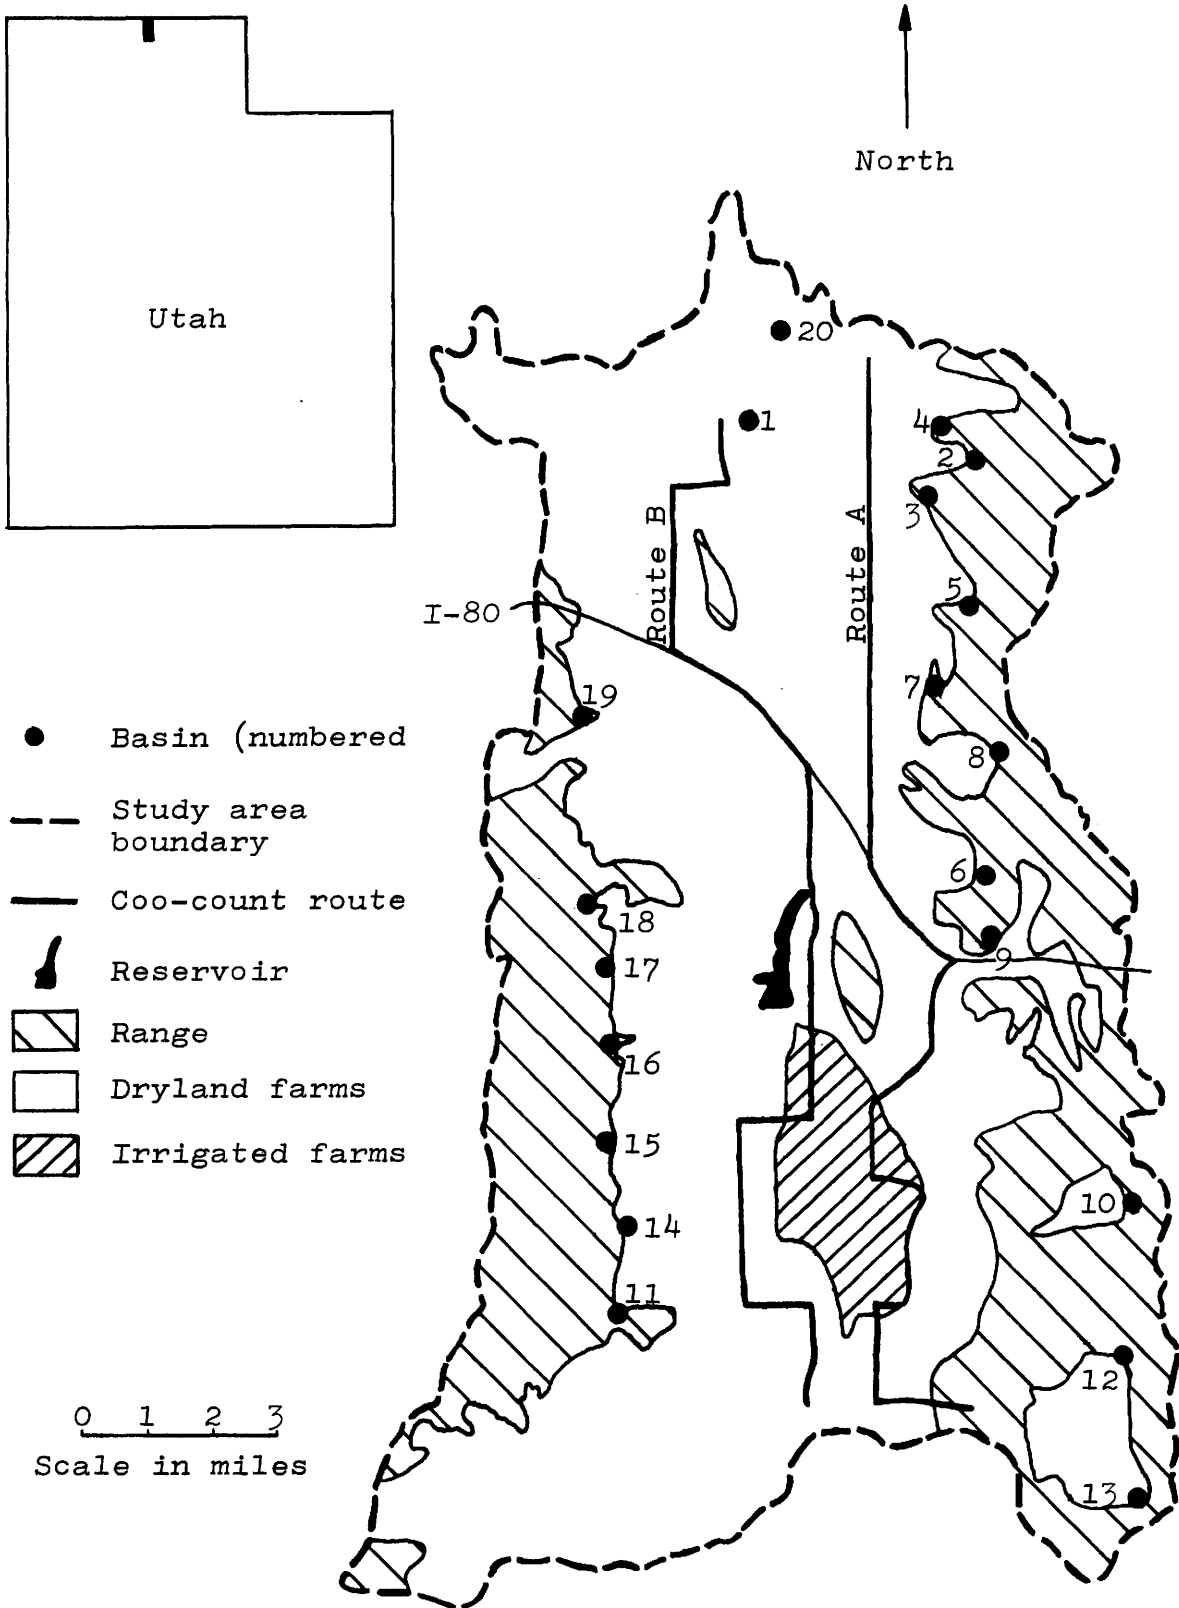 North
Utah
20
1
4
2
3
Route B
Route A
5
I-80
7
19
8
Basin (numbered
Study area
boundary
6
Coo-count route
18
9
17
Reservoir
Range
16
Dryland farms
15
Irrigated farms
10
14
11
12
0 1 2 3
Scale in miles
13